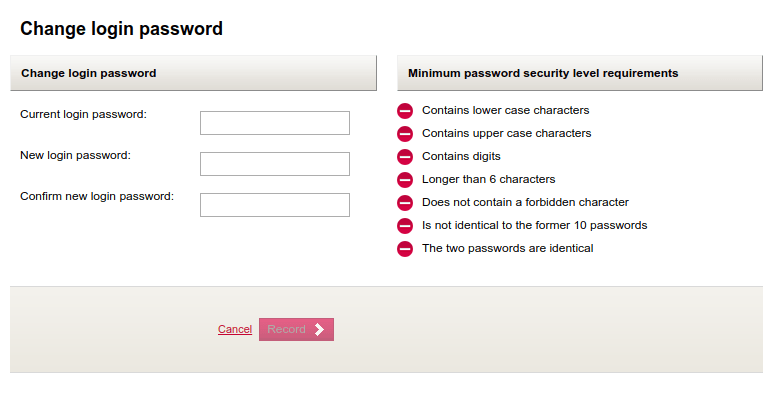 Change login password
Change login password
Current login password:
New login password:
Confirm new login password:
Minimum password security level requirements
Contains lower case characters
Contains upper case characters
Contains digits
Longer than 6 characters
Does not contain a forbidden character
Is not identical to the former 10 passwords
The two passwords are identical
Cancel Record